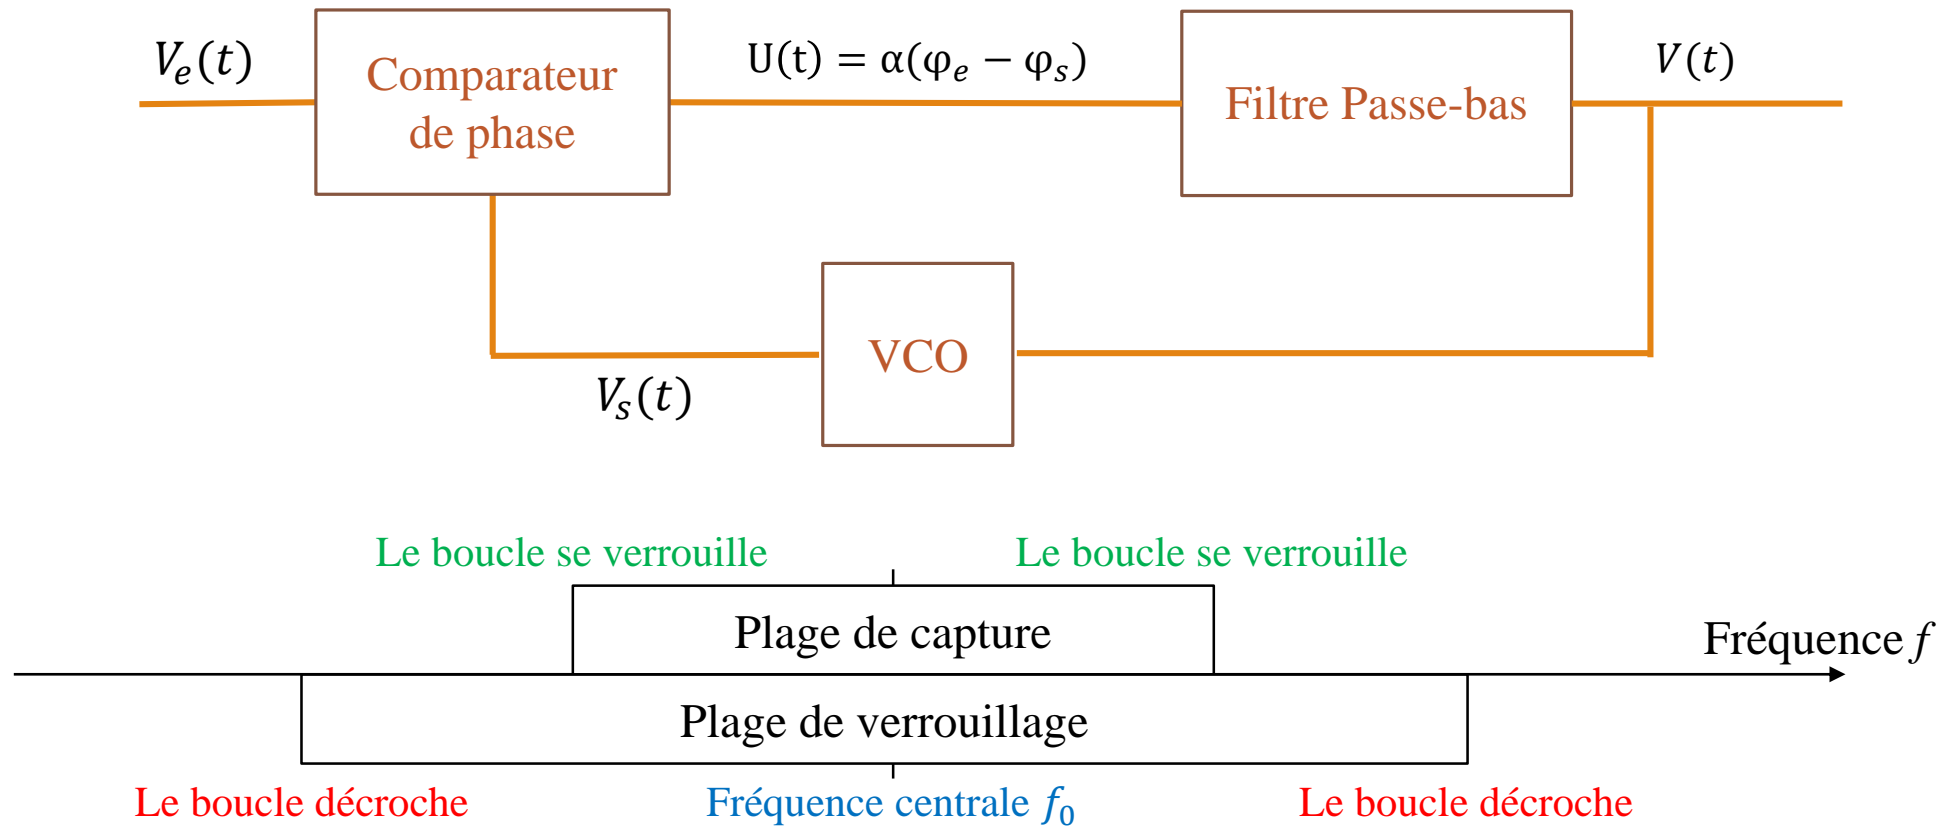 Vₑ(t)
Comparateur
de phase
U(t) = α(φₑ − φₛ)
Filtre Passe-bas
V(t)
VCO
Vₛ(t)
Le boucle se verrouille
Le boucle se verrouille
Plage de capture
Fréquence f
Plage de verrouillage
Le boucle décroche
Fréquence centrale f₀
Le boucle décroche